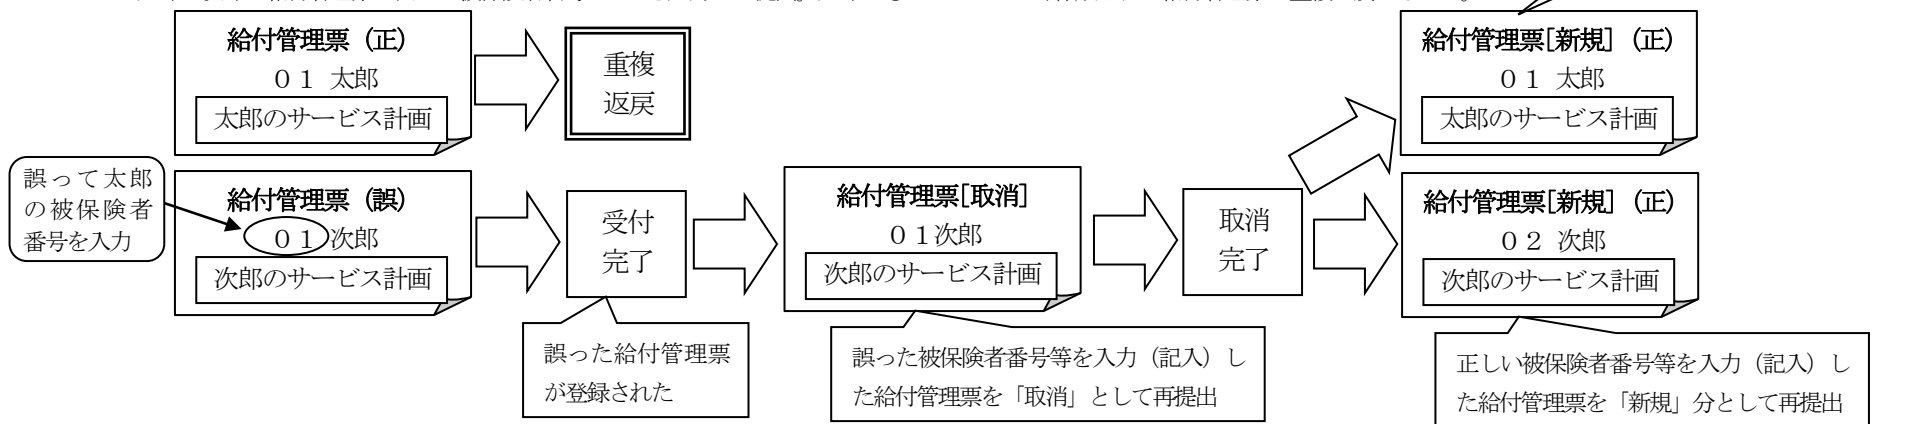 給付管理票（正）
０１ 太郎
太郎のサービス計画
重複
返戻
給付管理票[新規]（正）
０１ 太郎
太郎のサービス計画
誤って太郎
の被保険者
番号を入力
給付管理票（誤）
０１次郎
次郎のサービス計画
受付
完了
給付管理票[取消]
０１次郎
次郎のサービス計画
取消
完了
給付管理票[新規]（正）
０２ 次郎
次郎のサービス計画
誤った給付管理票
が登録された
誤った被保険者番号等を入力（記入）し
た給付管理票を「取消」として再提出
正しい被保険者番号等を入力（記入）し
た給付管理票を「新規」分として再提出